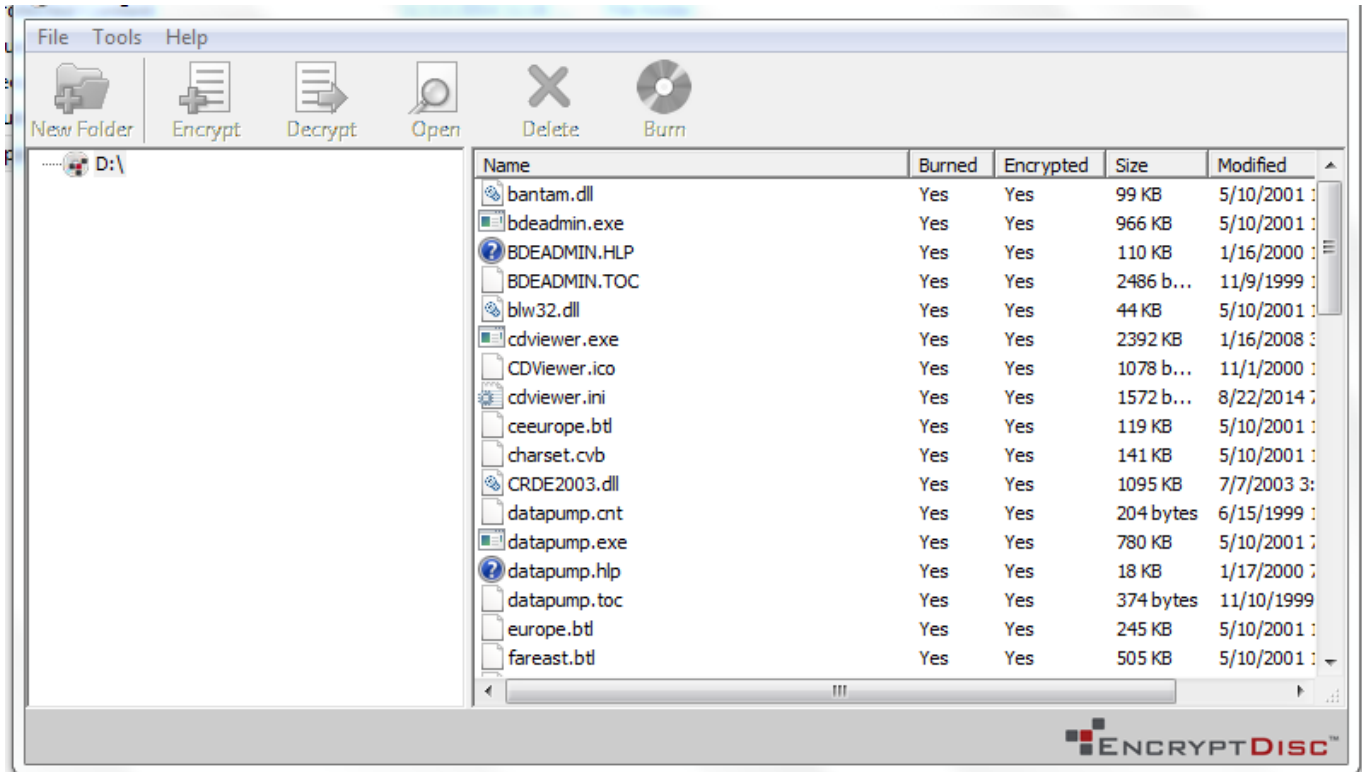 File Tools Help
New Folder Encrypt Decrypt Open Delete Burn
D:\
Name Burned Encrypted Size Modified
bantam.dll Yes Yes 99 KB 5/10/2001
bdeadmin.exe Yes Yes 966 KB 5/10/2001
BDEADMIN.HLP Yes Yes 110 KB 1/16/2000
BDEADMIN.TOC Yes Yes 2486 b... 11/9/1999
blw32.dll Yes Yes 44 KB 5/10/2001
cdviewer.exe Yes Yes 2392 KB 1/16/2008
CDViewer.ico Yes Yes 1078 b... 11/1/2000
cdviewer.ini Yes Yes 1572 b... 8/22/2014
ceeurope.btl Yes Yes 119 KB 5/10/2001
charset.cvb Yes Yes 141 KB 5/10/2001
CRDE2003.dll Yes Yes 1095 KB 7/7/2003 3:
datapump.cnt Yes Yes 204 bytes 6/15/1999
datapump.exe Yes Yes 780 KB 5/10/2001
datapump.hlp Yes Yes 18 KB 1/17/2000
datapump.toc Yes Yes 374 bytes 11/10/1999
europe.btl Yes Yes 245 KB 5/10/2001
fareast.btl Yes Yes 505 KB 5/10/2001
ENCRYPTDISC™